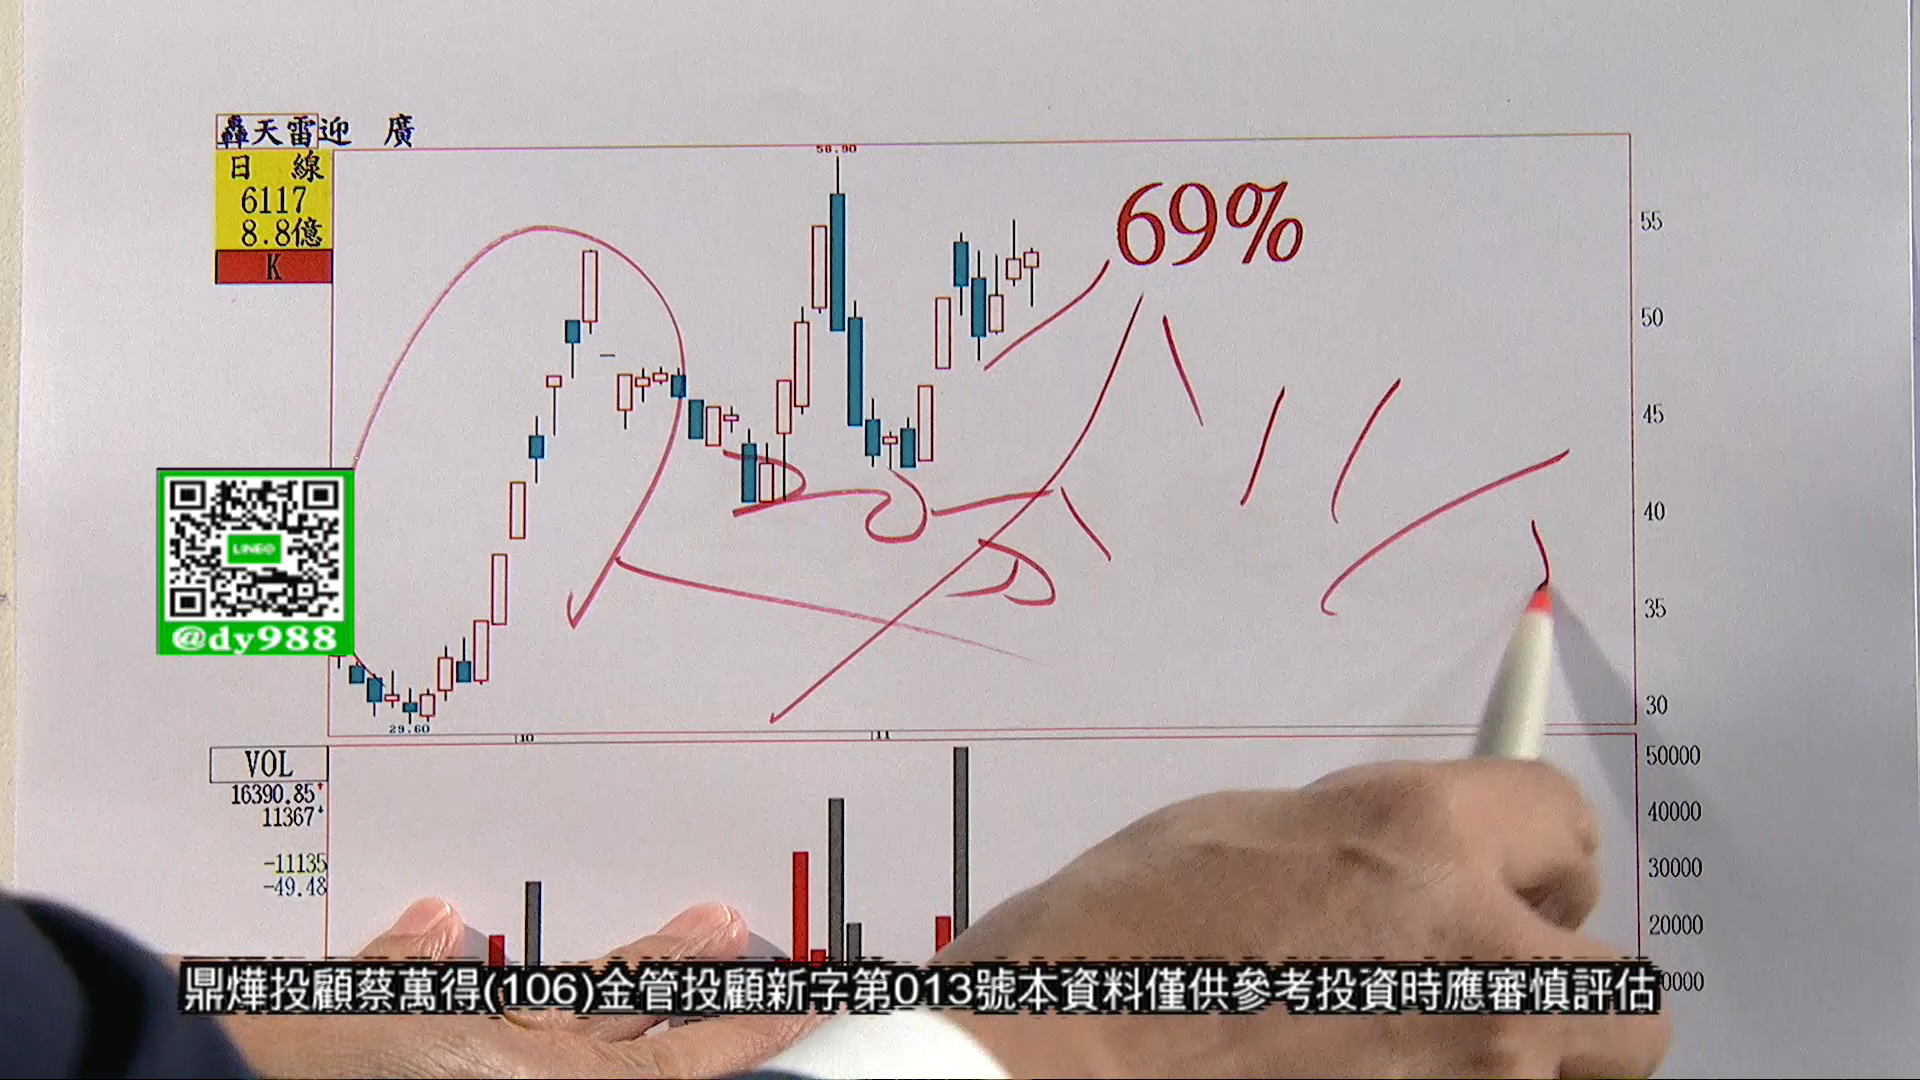 轟天雷迎 廣
日 線
6117
8.8億
K
58.90
69%
55
50
45
40
35
30
29.60
10
11
LINE@
@dy988
VOL
16390.85
11367
-11135
-49.48
50000
40000
30000
20000
鼎燁投顧蔡萬得(106)金管投顧新字第013號本資料僅供參考投資時應審慎評估